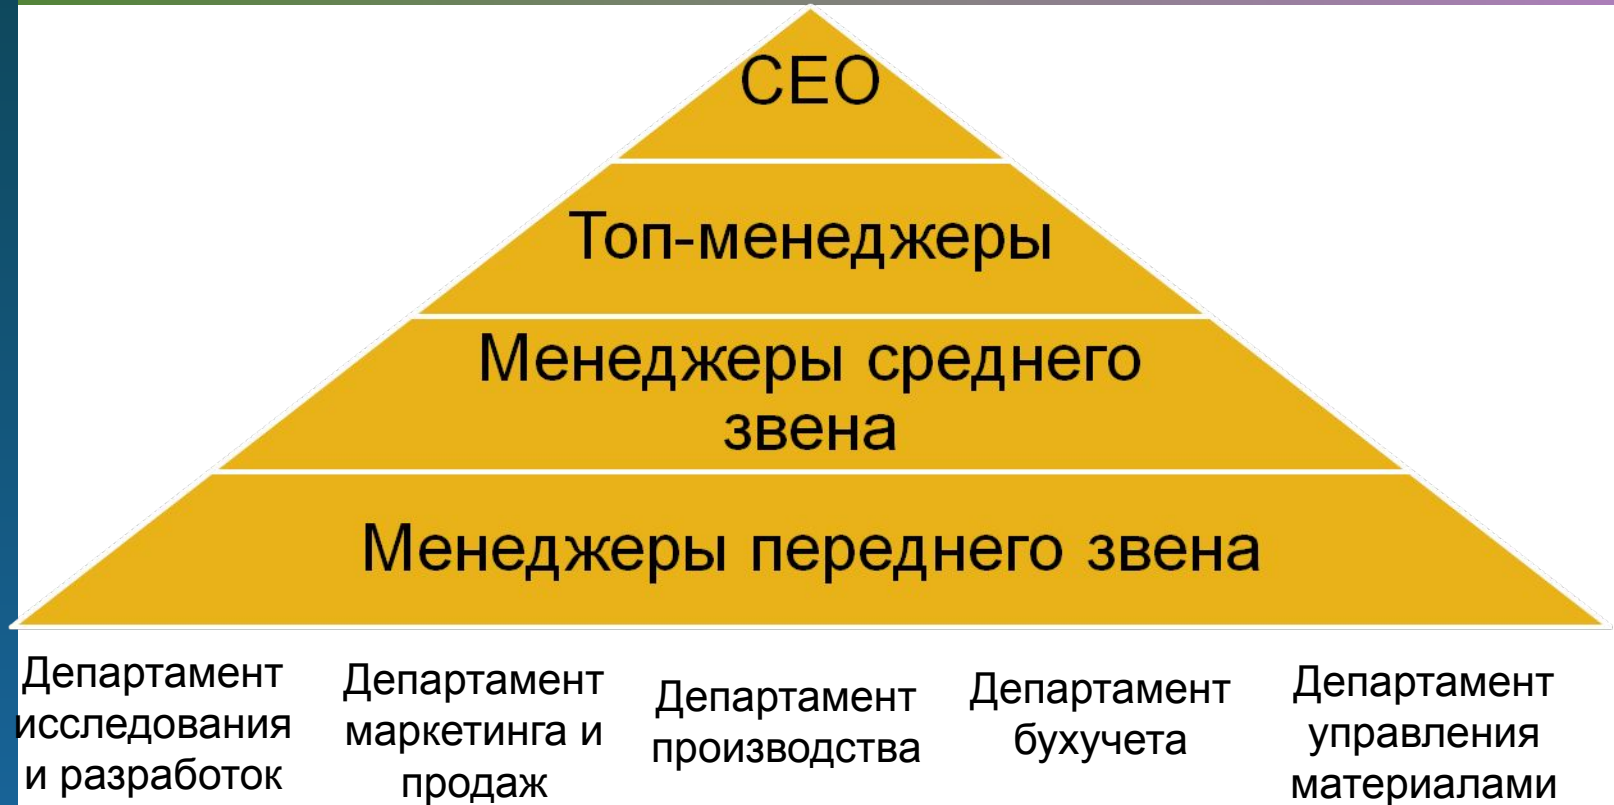 CEO
Топ-менеджеры
Менеджеры среднего
звена
Менеджеры переднего звена
Департамент
исследования
и разработок
Департамент
маркетинга и
продаж
Департамент
производства
Департамент
бухучета
Департамент
управления
материалами